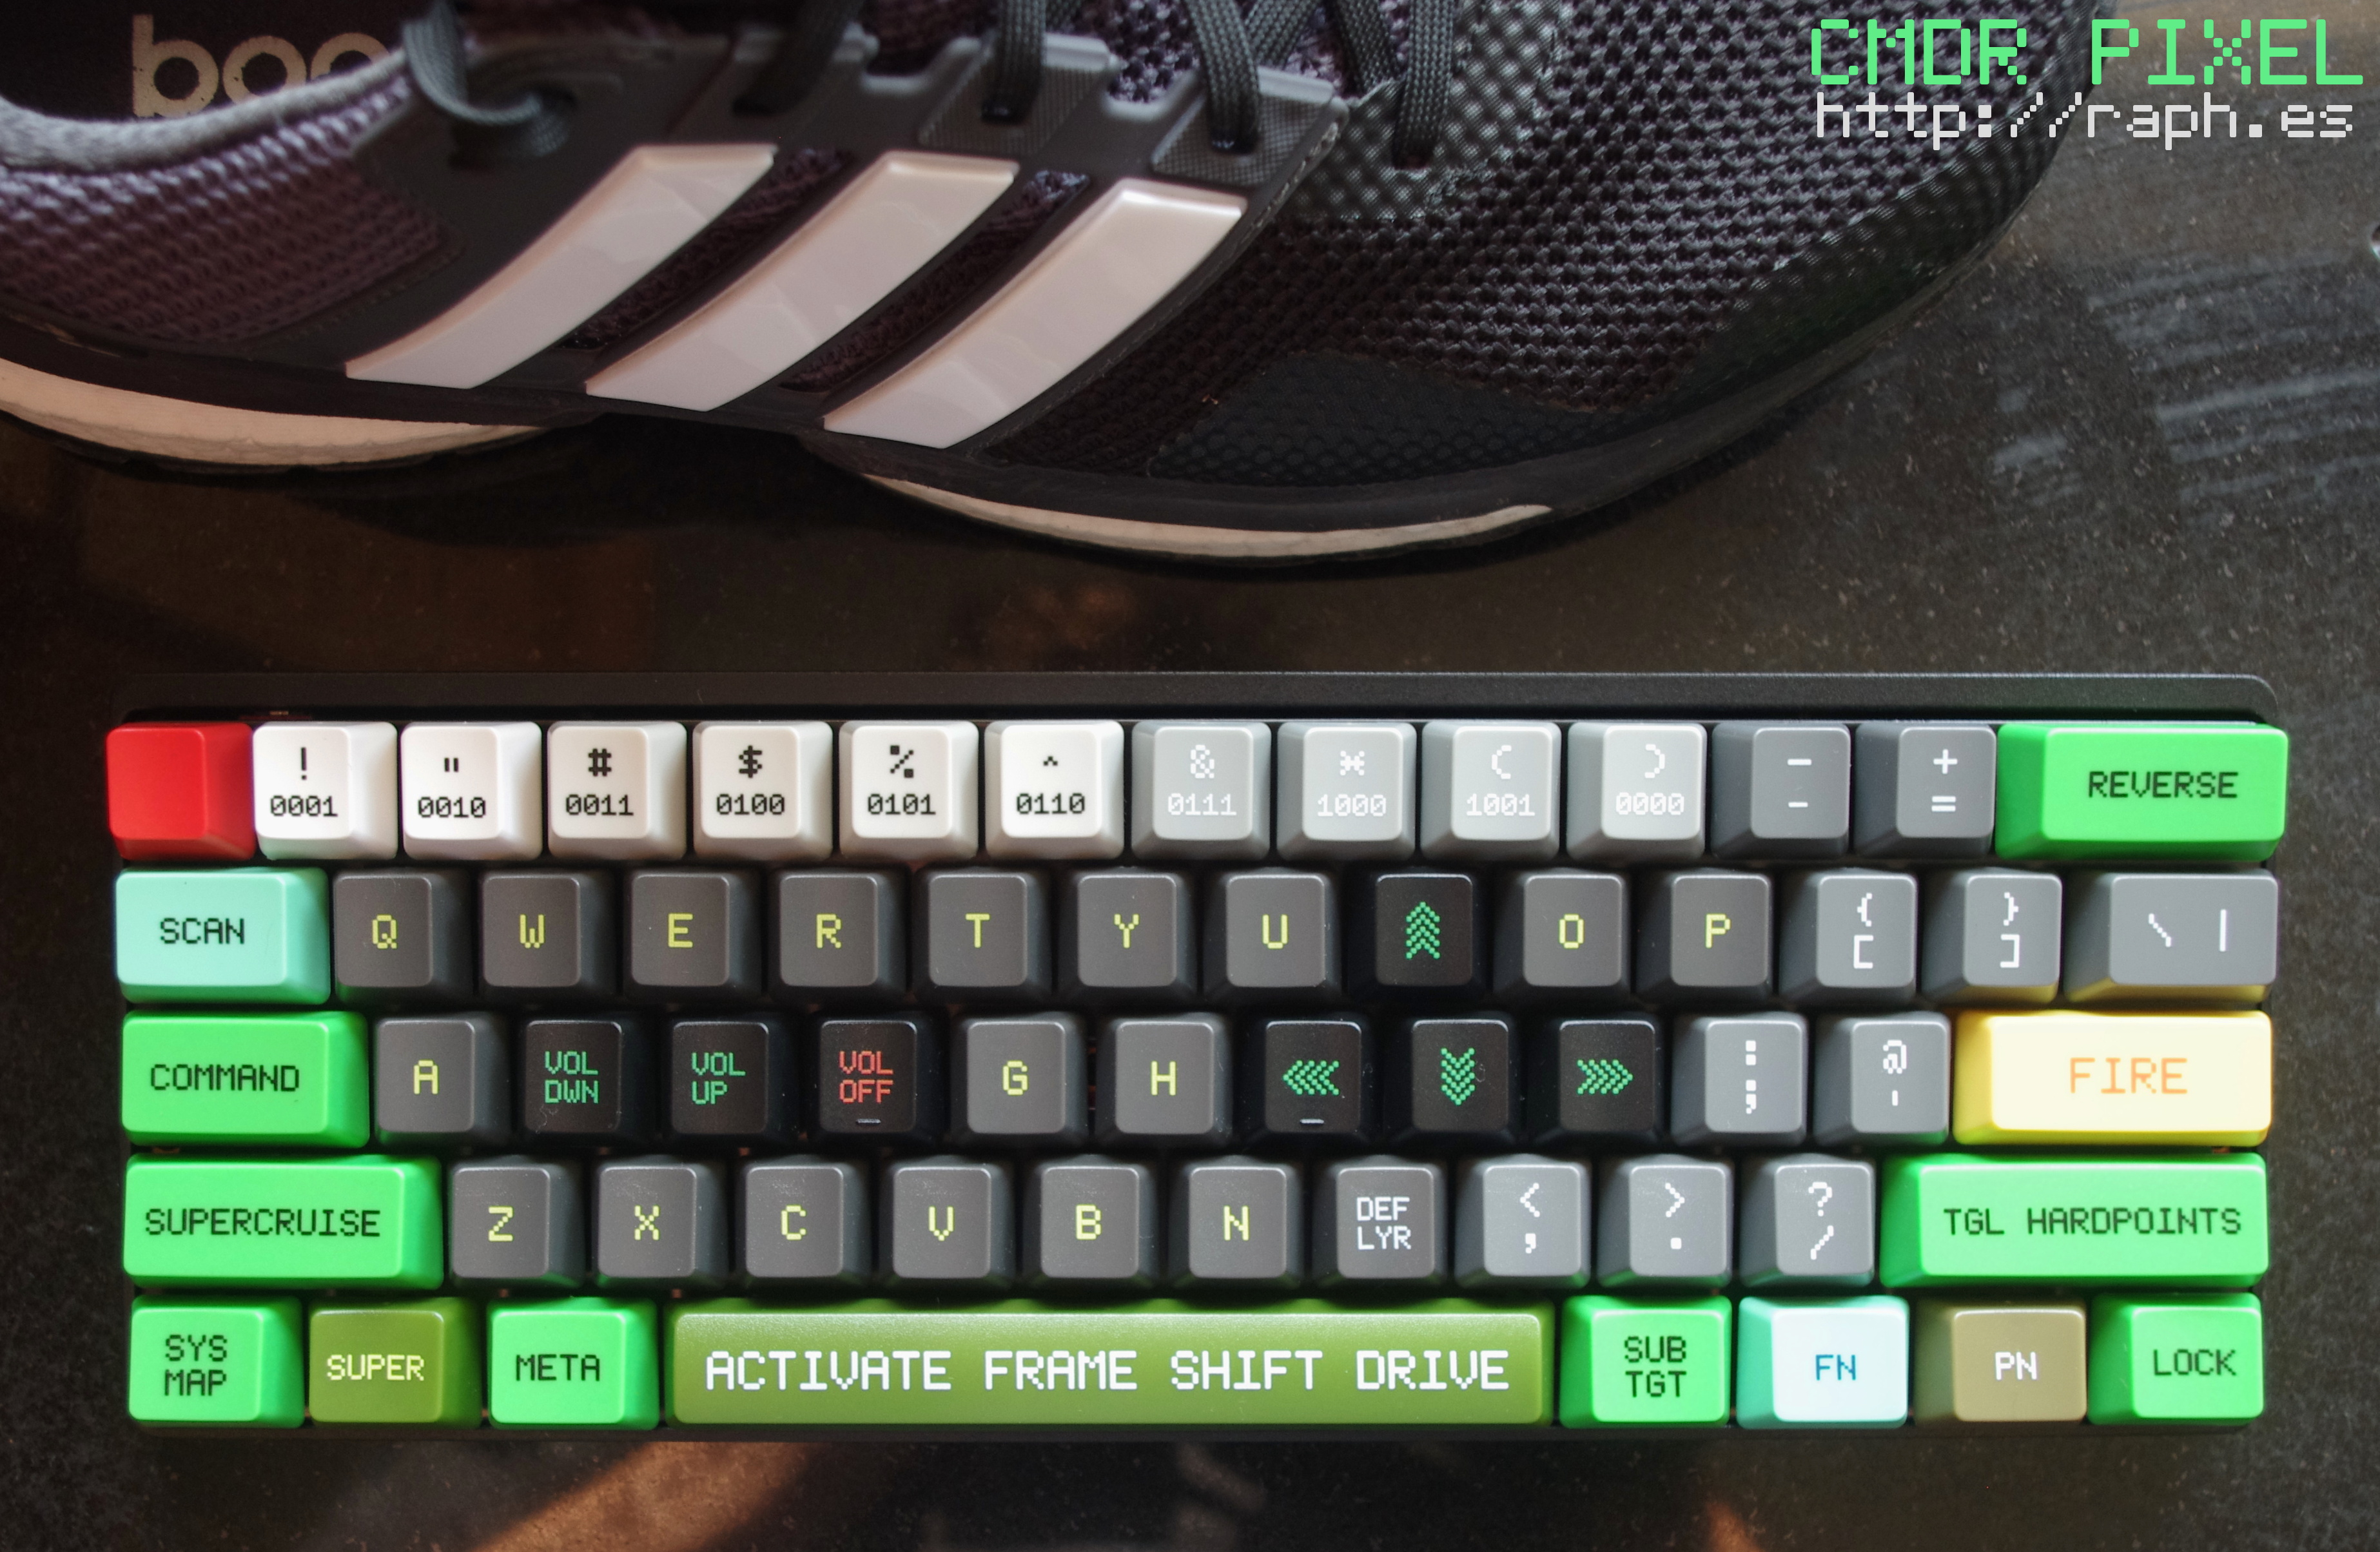 CMDR PIXEL
http://raph.es
boo
! " # $ % ^ & * ( ) - +
0001 0010 0011 0100 0101 0110 0111 1000 1001 0000 - = REVERSE
SCAN Q W E R T Y U O P { [ } ] \ |
COMMAND A VOL DWN VOL UP VOL OFF G H : ; @ ' FIRE
SUPERCRUISE Z X C V B N DEF LYR < , > . ? / TGL HARDPOINTS
SYS MAP SUPER META ACTIVATE FRAME SHIFT DRIVE SUB TGT FN PN LOCK